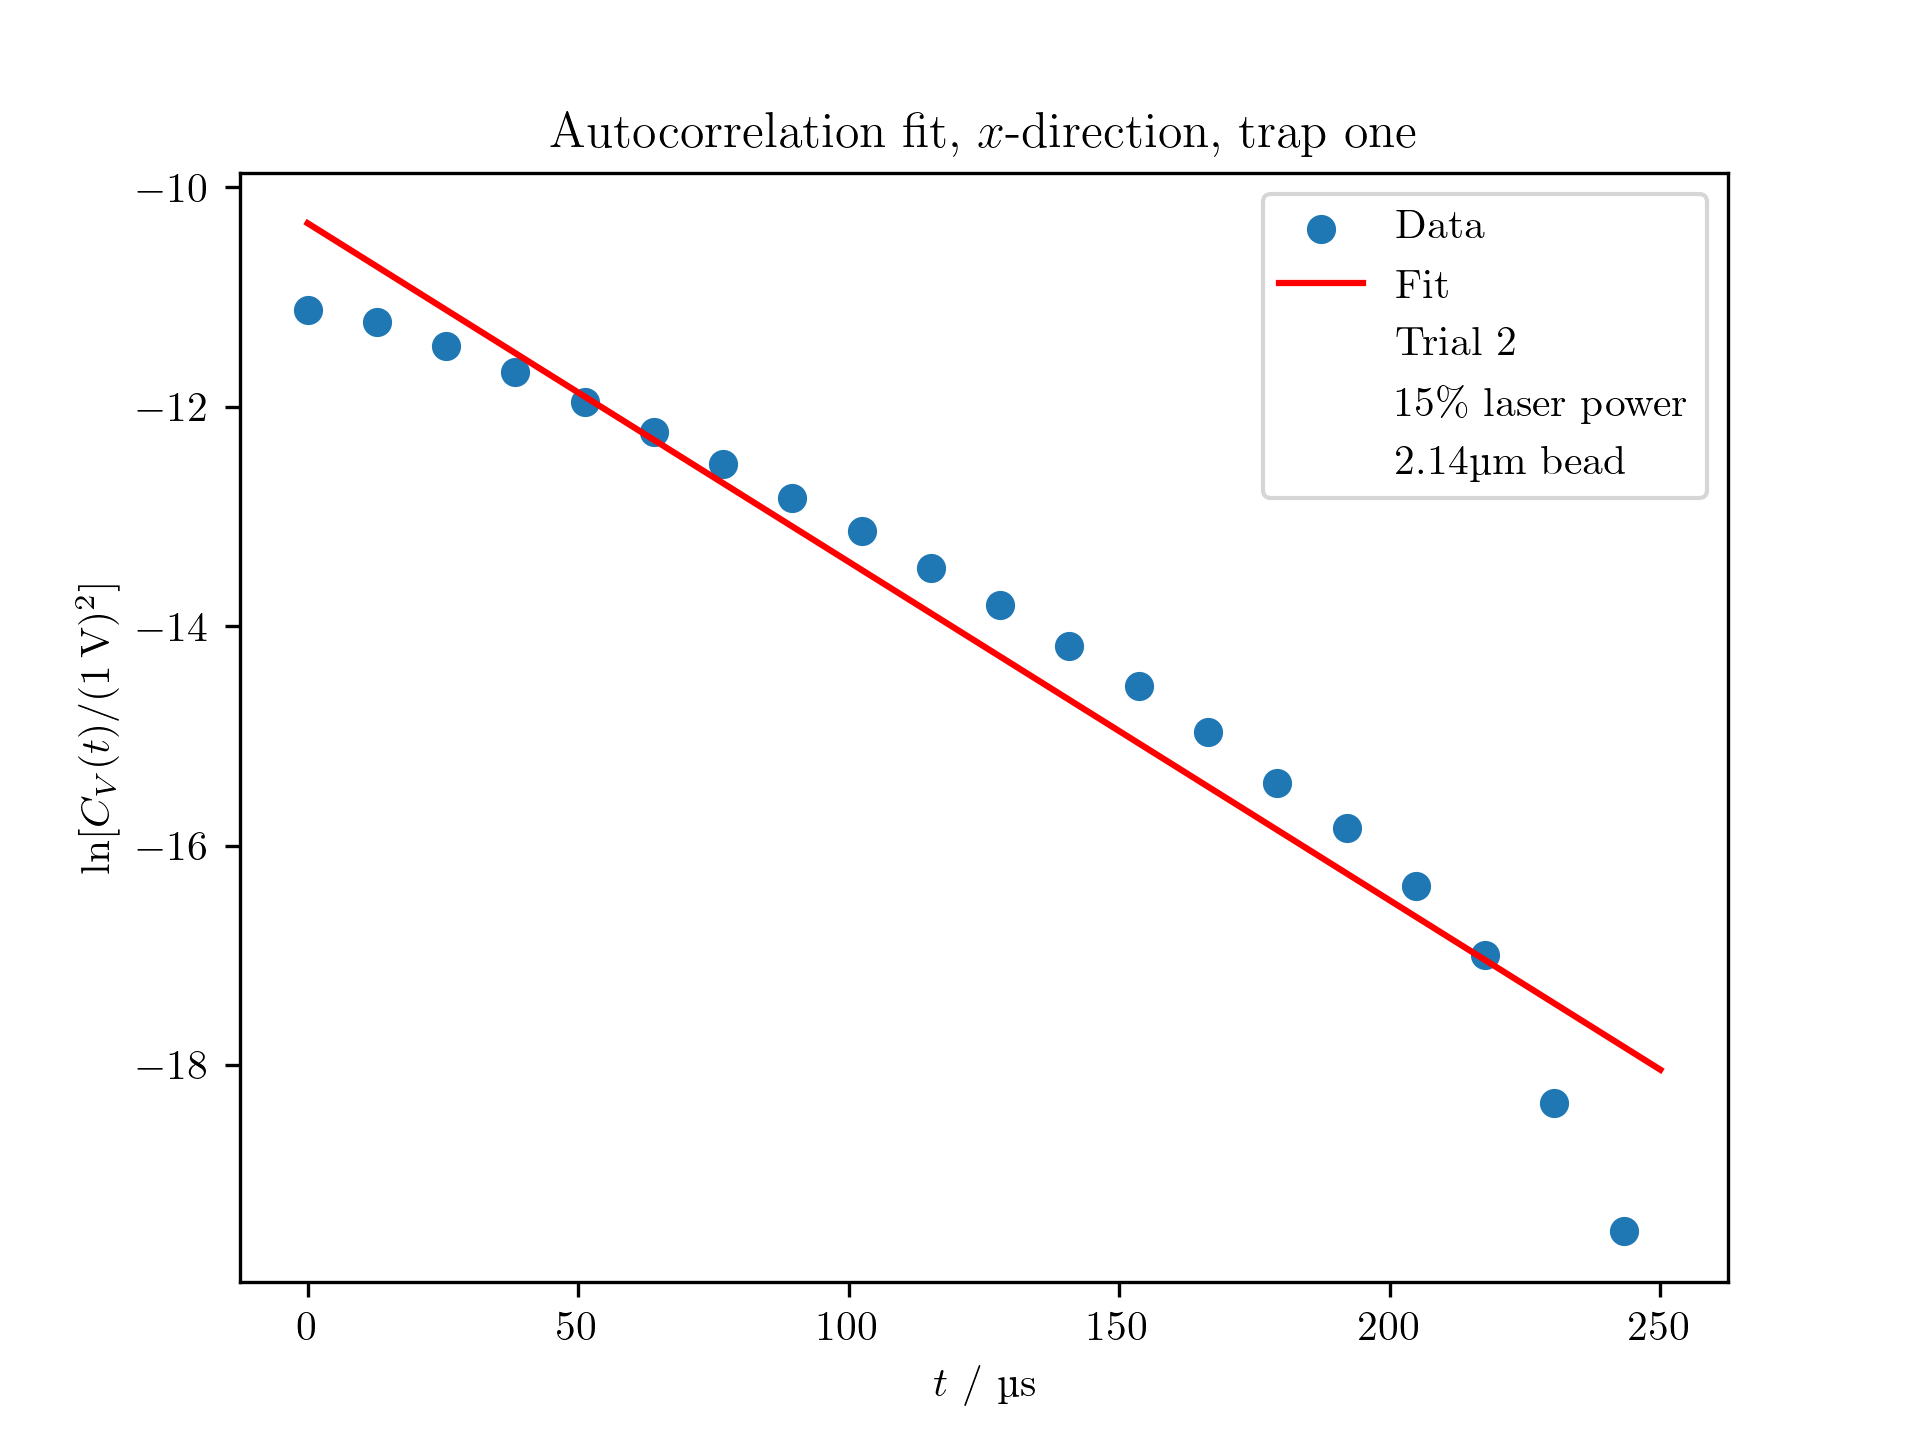 Autocorrelation fit, x-direction, trap one
−10
−12
−14
−16
−18
ln[C_V(t)/(1 V)²]
Data
Fit
Trial 2
15% laser power
2.14µm bead
0 50 100 150 200 250
t / µs